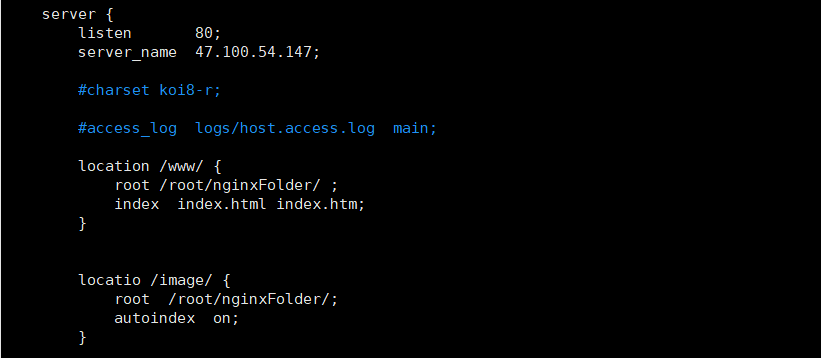 server {
listen       80;
server_name  47.100.54.147;
#charset koi8-r;
#access_log  logs/host.access.log  main;
location /www/ {
root /root/nginxFolder/ ;
index  index.html index.htm;
}
locatio /image/ {
root  /root/nginxFolder/;
autoindex  on;
}